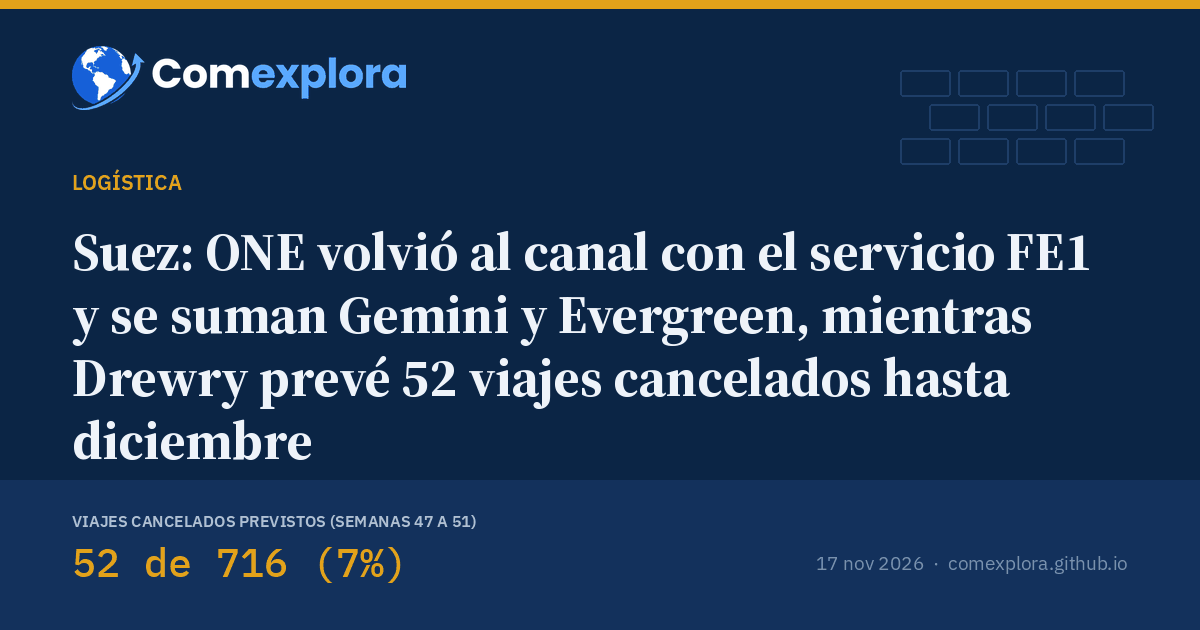 Comexplora
LOGÍSTICA
Suez: ONE volvió al canal con el servicio FE1
y se suman Gemini y Evergreen, mientras
Drewry prevé 52 viajes cancelados hasta
diciembre
VIAJES CANCELADOS PREVISTOS (SEMANAS 47 A 51)
52 de 716 (7%)
17 nov 2026 · comexplora.github.io